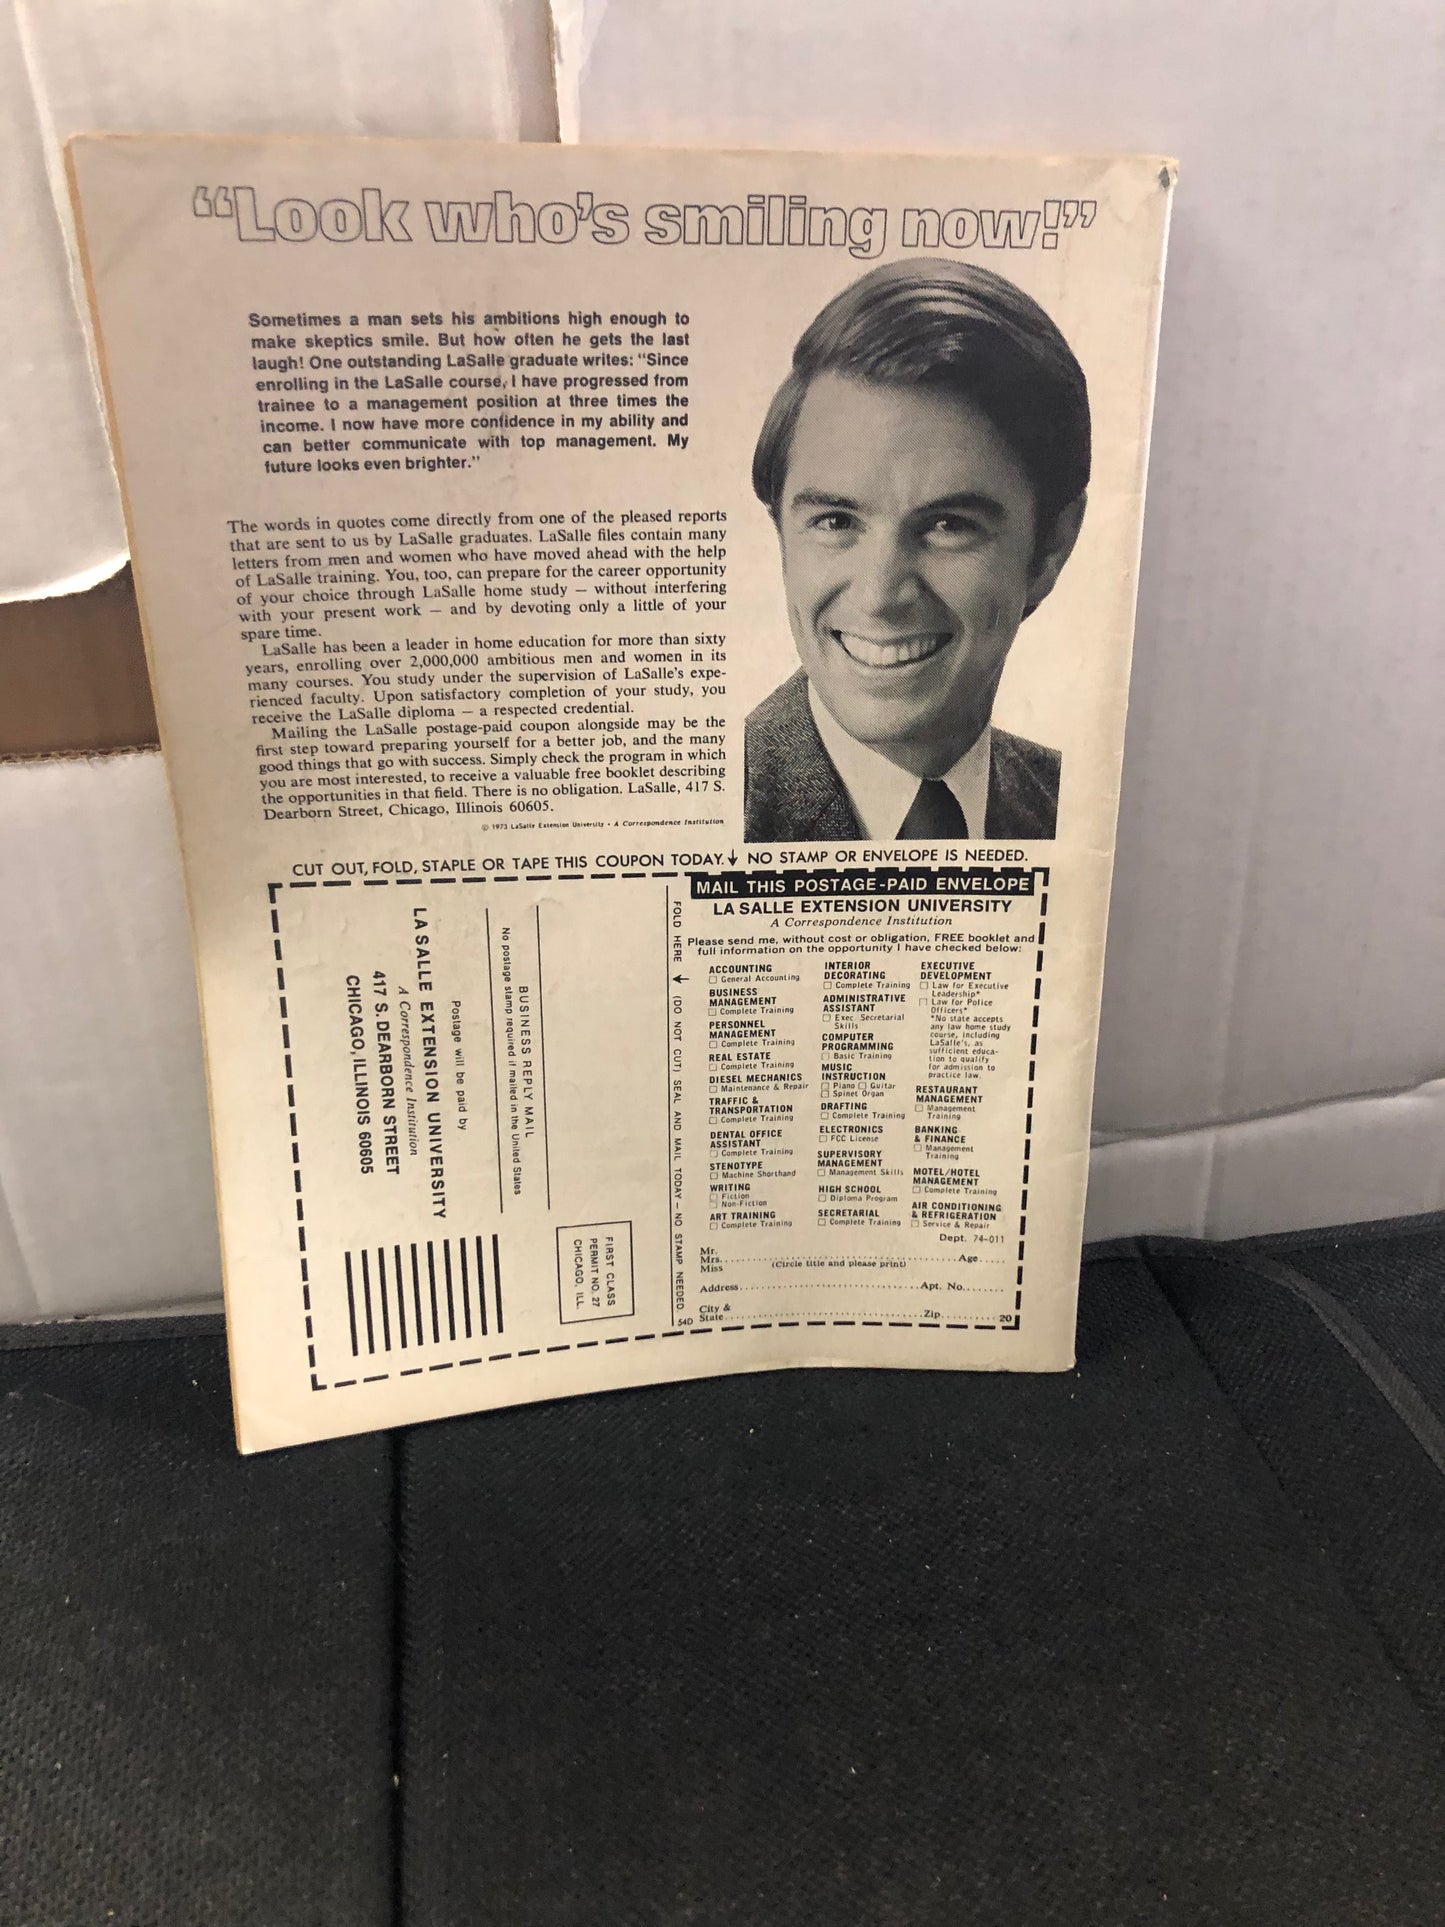 “Look who's smiling now!”
Sometimes a man sets his ambitions high enough to
make skeptics smile. But how often he gets the last
laugh! One outstanding LaSalle graduate writes: "Since
enrolling in the LaSalle course, I have progressed from
trainee to a management position at three times the
income. I now have more confidence in my ability and
can better communicate with top management. My
future looks even brighter."
The words in quotes come directly from one of the pleased reports
that are sent to us by LaSalle graduates. LaSalle files contain many
letters from men and women who have moved ahead with the help
of LaSalle training. You, too, can prepare for the career opportunity
of your choice through LaSalle home study — without interfering
with your present work — and by devoting only a little of your
spare time.
LaSalle has been a leader in home education for more than sixty
years, enrolling over 2,000,000 ambitious men and women in its
many courses. You study under the supervision of LaSalle's expe-
rienced faculty. Upon satisfactory completion of your study, you
receive the LaSalle diploma — a respected credential.
Mailing the LaSalle postage-paid coupon alongside may be the
first step toward preparing yourself for a better job, and the many
good things that go with success. Simply check the program in which
you are most interested, to receive a valuable free booklet describing
the opportunities in that field. There is no obligation. LaSalle, 417 S.
Dearborn Street, Chicago, Illinois 60605.
© 1973 LaSalle Extension University • A Correspondence Institution
CUT OUT, FOLD, STAPLE OR TAPE THIS COUPON TODAY. ↓ NO STAMP OR ENVELOPE IS NEEDED.
FIRST CLASS
PERMIT NO. 27
CHICAGO, ILL.
BUSINESS REPLY MAIL
No postage stamp required if mailed in the United States
Postage will be paid by
LA SALLE EXTENSION UNIVERSITY
A Correspondence Institution
417 S. DEARBORN STREET
CHICAGO, ILLINOIS 60605
FOLD HERE ↓ (DO NOT CUT) SEAL AND MAIL TODAY – NO STAMP NEEDED.
54D
MAIL THIS POSTAGE-PAID ENVELOPE
LA SALLE EXTENSION UNIVERSITY
A Correspondence Institution
Please send me, without cost or obligation, FREE booklet and
full information on the opportunity I have checked below:
ACCOUNTING
□ General Accounting
BUSINESS
MANAGEMENT
□ Complete Training
PERSONNEL
MANAGEMENT
□ Complete Training
REAL ESTATE
□ Complete Training
DIESEL MECHANICS
□ Maintenance & Repair
TRAFFIC &
TRANSPORTATION
□ Complete Training
DENTAL OFFICE
ASSISTANT
□ Complete Training
STENOTYPE
□ Machine Shorthand
WRITING
□ Fiction
□ Non-Fiction
ART TRAINING
□ Complete Training
INTERIOR
DECORATING
□ Complete Training
ADMINISTRATIVE
ASSISTANT
□ Exec. Secretarial
Skills
COMPUTER
PROGRAMMING
□ Basic Training
MUSIC
INSTRUCTION
□ Piano □ Guitar
□ Spinet Organ
DRAFTING
□ Complete Training
ELECTRONICS
□ FCC License
SUPERVISORY
MANAGEMENT
□ Management Skills
HIGH SCHOOL
□ Diploma Program
SECRETARIAL
□ Complete Training
EXECUTIVE
DEVELOPMENT
□ Law for Executive
Leadership*
□ Law for Police
Officers*
*No state accepts
any law home study
course, including
LaSalle's, as
sufficient educa-
tion to qualify
for admission to
practice law.
RESTAURANT
MANAGEMENT
□ Management
Training
BANKING
& FINANCE
□ Management
Training
MOTEL/HOTEL
MANAGEMENT
□ Complete Training
AIR CONDITIONING
& REFRIGERATION
□ Service & Repair
Dept. 74-011
Mr.
Mrs. Age
Miss (Circle title and please print)
Address Apt. No.
City &
State Zip 20